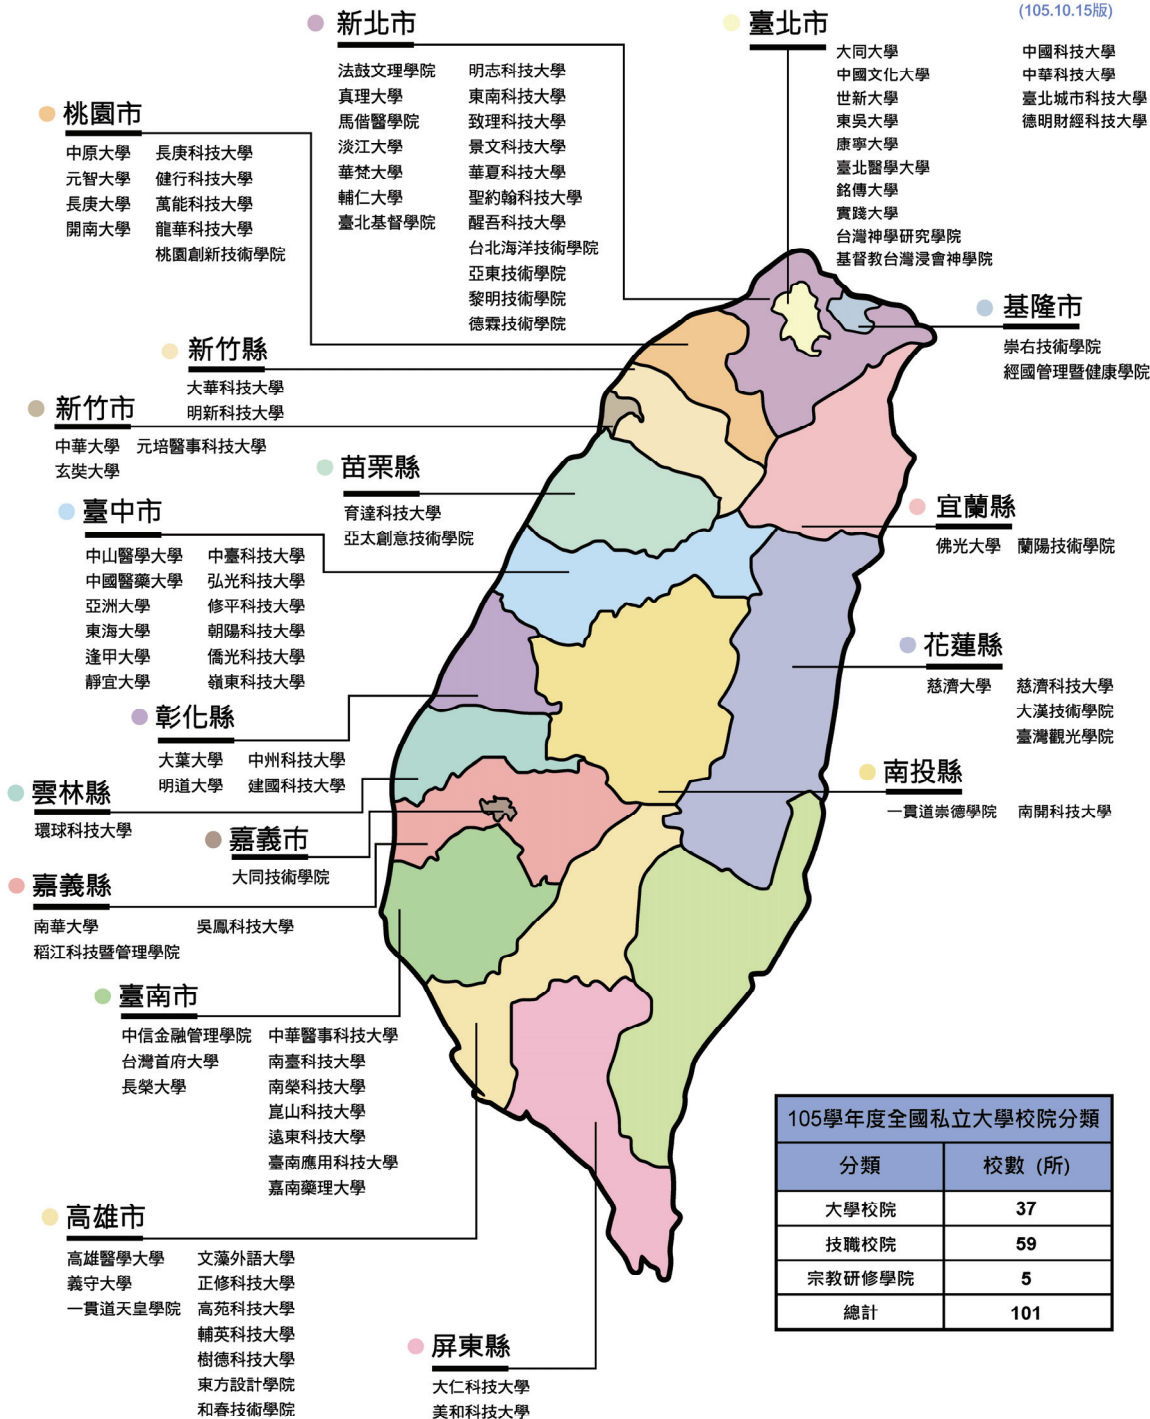 (105.10.15版)
新北市
法鼓文理學院
真理大學
馬偕醫學院
淡江大學
華梵大學
輔仁大學
臺北基督學院
明志科技大學
東南科技大學
致理科技大學
景文科技大學
華夏科技大學
聖約翰科技大學
醒吾科技大學
台北海洋技術學院
亞東技術學院
黎明技術學院
德霖技術學院
臺北市
大同大學
中國文化大學
世新大學
東吳大學
康寧大學
臺北醫學大學
銘傳大學
實踐大學
台灣神學研究學院
基督教台灣浸會神學院
中國科技大學
中華科技大學
臺北城市科技大學
德明財經科技大學
桃園市
中原大學
元智大學
長庚大學
開南大學
長庚科技大學
健行科技大學
萬能科技大學
龍華科技大學
桃園創新技術學院
基隆市
崇右技術學院
經國管理暨健康學院
新竹縣
大華科技大學
明新科技大學
新竹市
中華大學
玄奘大學
元培醫事科技大學
苗栗縣
育達科技大學
亞太創意技術學院
臺中市
中山醫學大學
中國醫藥大學
亞洲大學
東海大學
逢甲大學
靜宜大學
中臺科技大學
弘光科技大學
修平科技大學
朝陽科技大學
僑光科技大學
嶺東科技大學
宜蘭縣
佛光大學
蘭陽技術學院
花蓮縣
慈濟大學
慈濟科技大學
大漢技術學院
臺灣觀光學院
彰化縣
大葉大學
明道大學
中州科技大學
建國科技大學
南投縣
一貫道崇德學院
南開科技大學
雲林縣
環球科技大學
嘉義市
大同技術學院
嘉義縣
南華大學
稻江科技暨管理學院
吳鳳科技大學
臺南市
中信金融管理學院
台灣首府大學
長榮大學
中華醫事科技大學
南臺科技大學
南榮科技大學
崑山科技大學
遠東科技大學
臺南應用科技大學
嘉南藥理大學
高雄市
高雄醫學大學
義守大學
一貫道天皇學院
文藻外語大學
正修科技大學
高苑科技大學
輔英科技大學
樹德科技大學
東方設計學院
和春技術學院
屏東縣
大仁科技大學
美和科技大學
105學年度全國私立大學校院分類
分類 校數 (所)
大學校院 37
技職校院 59
宗教研修學院 5
總計 101